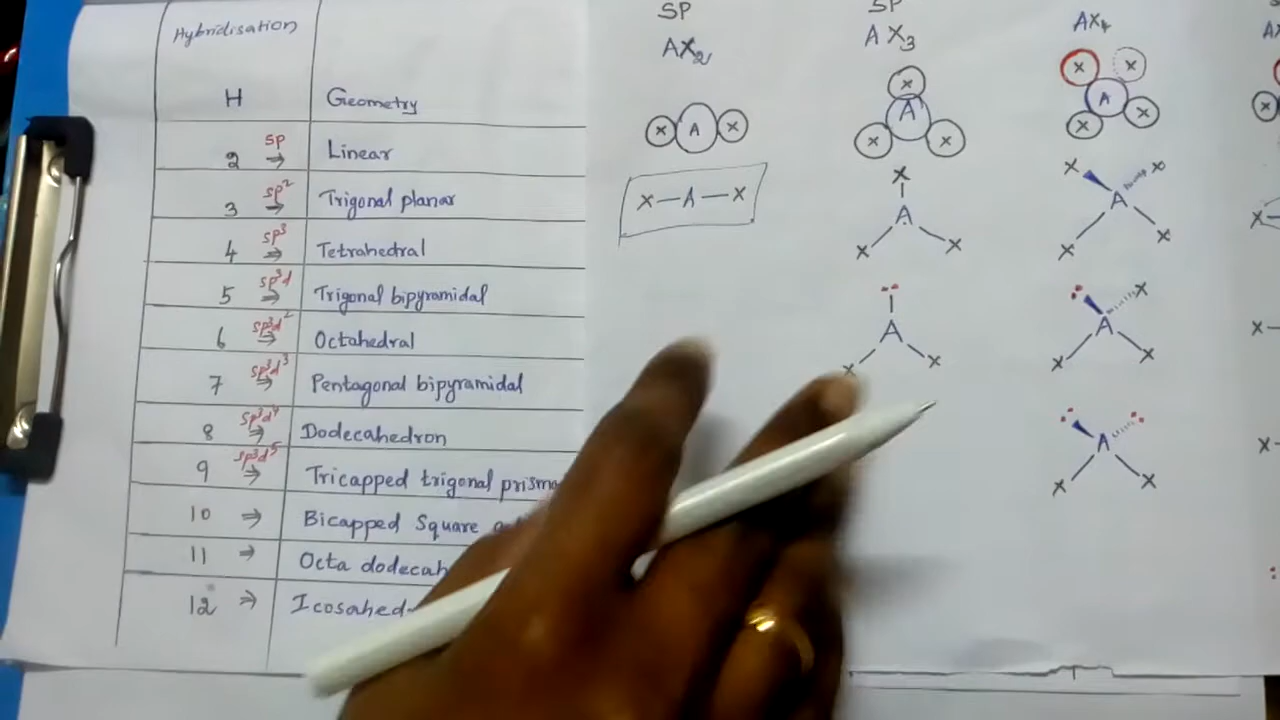 Hybridisation
H Geometry
2 sp ⇒ Linear
3 sp² ⇒ Trigonal planar
4 sp³ ⇒ Tetrahedral
5 sp³d ⇒ Trigonal bipyramidal
6 sp³d² ⇒ Octahedral
7 sp³d³ ⇒ Pentagonal bipyramidal
8 sp³d⁴ ⇒ Dodecahedron
9 sp³d⁵ ⇒ Tricapped trigonal prisma
10 ⇒ Bicapped Square
11 ⇒ Octa dodecah
12 ⇒ Icosahed
SP
AX₂
X A X
X—A—X
SP
AX₃
X
A
X X
X
A
X X
A
X X
AX₄
X X
A
X X
X X
A
X X
X
A
X X
A
X X
X
X
X
X